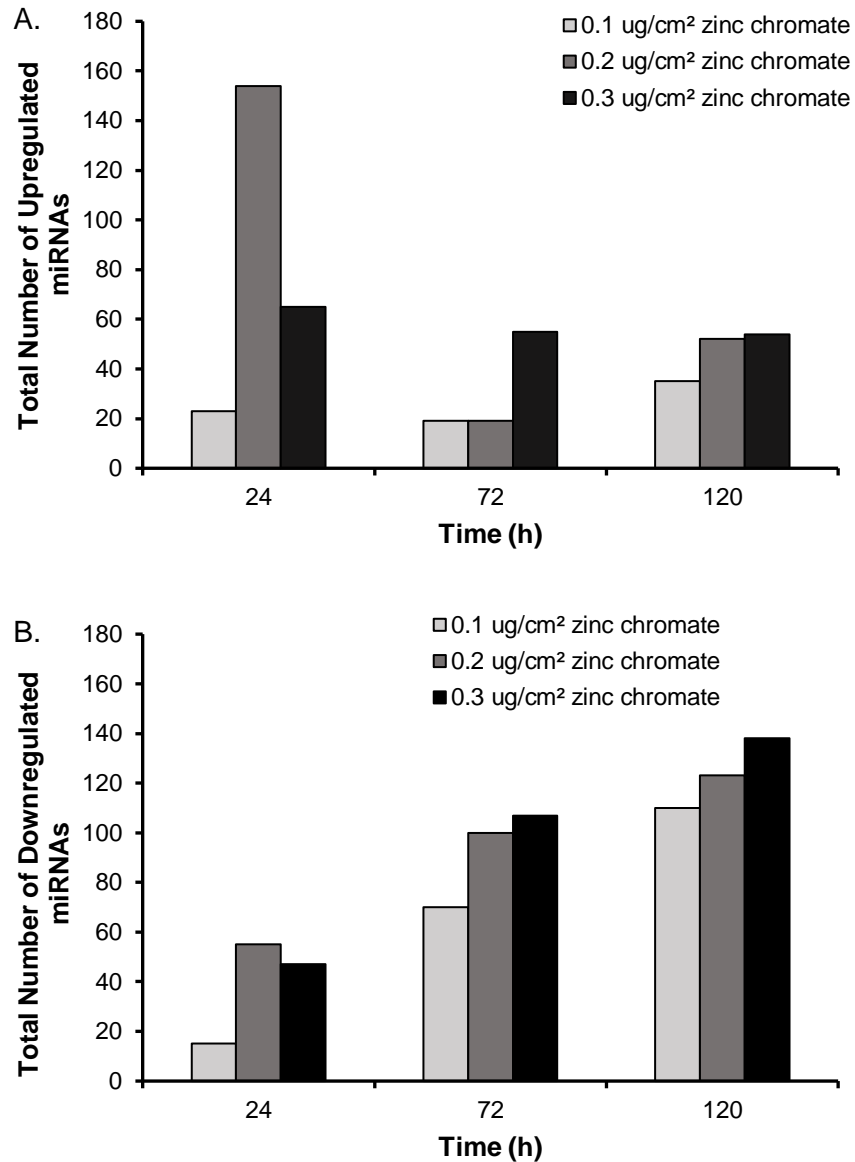 A.
0.1 ug/cm² zinc chromate
0.2 ug/cm² zinc chromate
0.3 ug/cm² zinc chromate
Total Number of Upregulated
miRNAs
180
160
140
120
100
80
60
40
20
0
24 72 120
Time (h)
B.
0.1 ug/cm² zinc chromate
0.2 ug/cm² zinc chromate
0.3 ug/cm² zinc chromate
Total Number of Downregulated
miRNAs
180
160
140
120
100
80
60
40
20
0
24 72 120
Time (h)